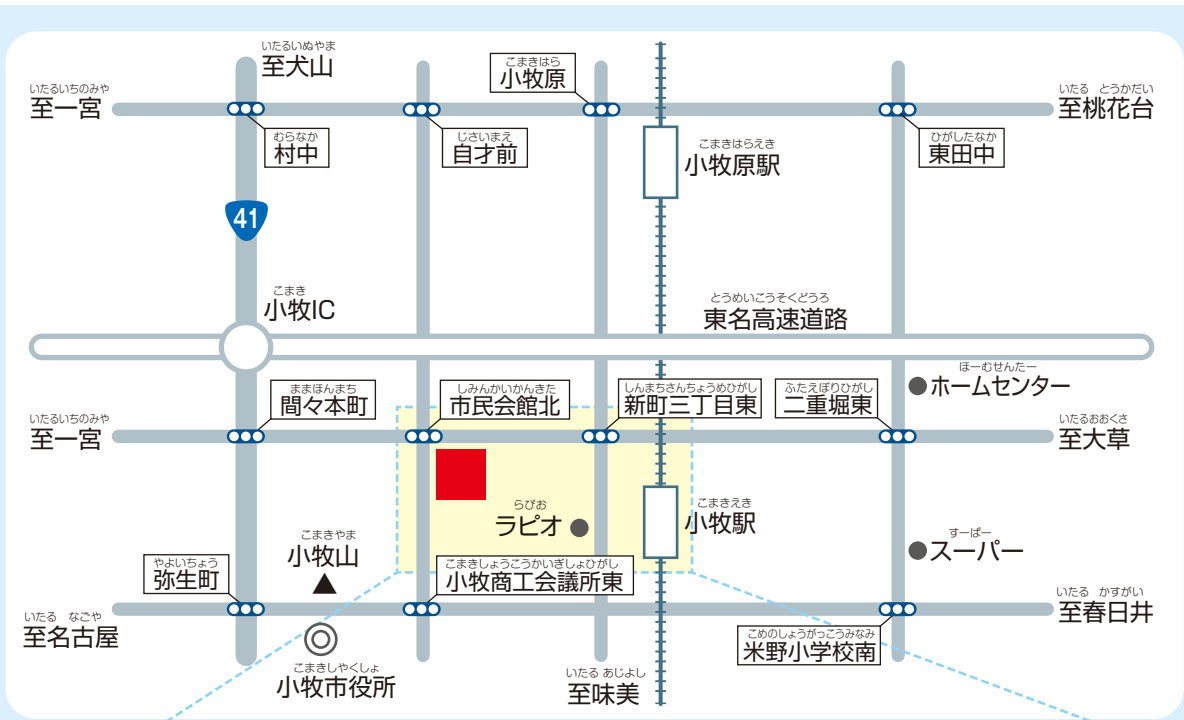 いたるいぬやま
至犬山
いたるいちのみや
至一宮
こまきはら
小牧原
いたる とうかだい
至桃花台
むらなか
村中
じさいまえ
自才前
こまきはらえき
小牧原駅
ひがしたなか
東田中
41
こまき
小牧IC
とうめいこうそくどうろ
東名高速道路
ほーむせんたー
ホームセンター
ままほんまち
間々本町
しみんかいかんきた
市民会館北
しんまちさんちょうめひがし
新町三丁目東
ふたえぼりひがし
二重堀東
いたるいちのみや
至一宮
いたるおおくさ
至大草
らぴお
ラピオ
こまきえき
小牧駅
こまきやま
小牧山
すーぱー
スーパー
やよいちょう
弥生町
こまきしょうこうかいぎしょひがし
小牧商工会議所東
いたる なごや
至名古屋
いたる かすがい
至春日井
こまきしやくしょ
小牧市役所
いたる あじよし
至味美
こめのしょうがっこうみなみ
米野小学校南